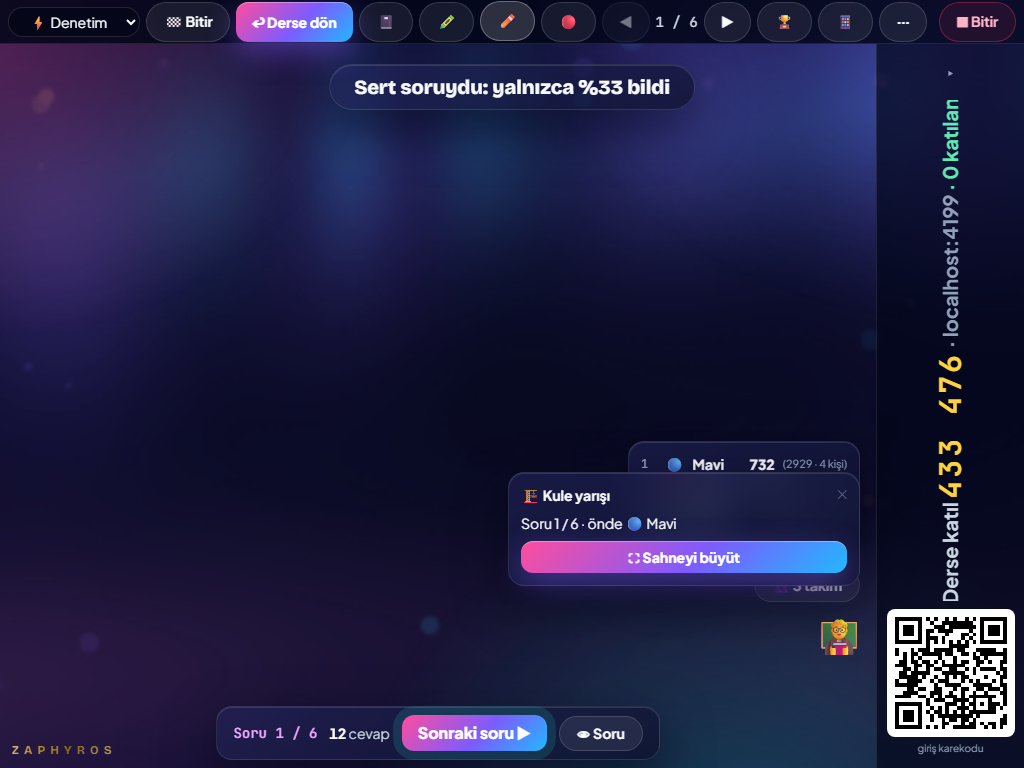 Denetim
Bitir
Derse dön
1 / 6
Bitir
Sert soruydu: yalnızca %33 bildi
Derse katıl 433 476 · localhost:4199 · 0 katılan
1 Mavi 732 (2929 · 4 kişi)
Kule yarışı
Soru 1 / 6 · önde Mavi
Sahneyi büyüt
3 takım
Soru 1 / 6 12 cevap Sonraki soru Soru
ZAPHYROS
giriş karekodu